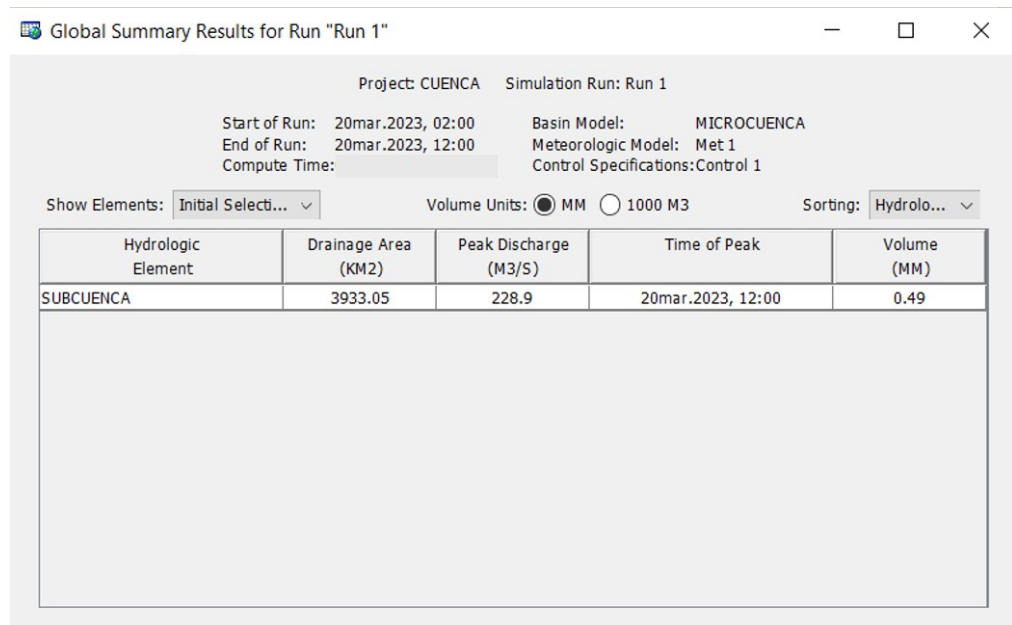 Global Summary Results for Run "Run 1"
Project: CUENCA Simulation Run: Run 1
Start of Run: 20mar.2023, 02:00 Basin Model: MICROCUENCA
End of Run: 20mar.2023, 12:00 Meteorologic Model: Met 1
Compute Time: Control Specifications:Control 1
Show Elements: Initial Selecti... Volume Units: MM 1000 M3 Sorting: Hydrolo...
Hydrologic Drainage Area Peak Discharge Time of Peak Volume
Element (KM2) (M3/S) (MM)
SUBCUENCA 3933.05 228.9 20mar.2023, 12:00 0.49